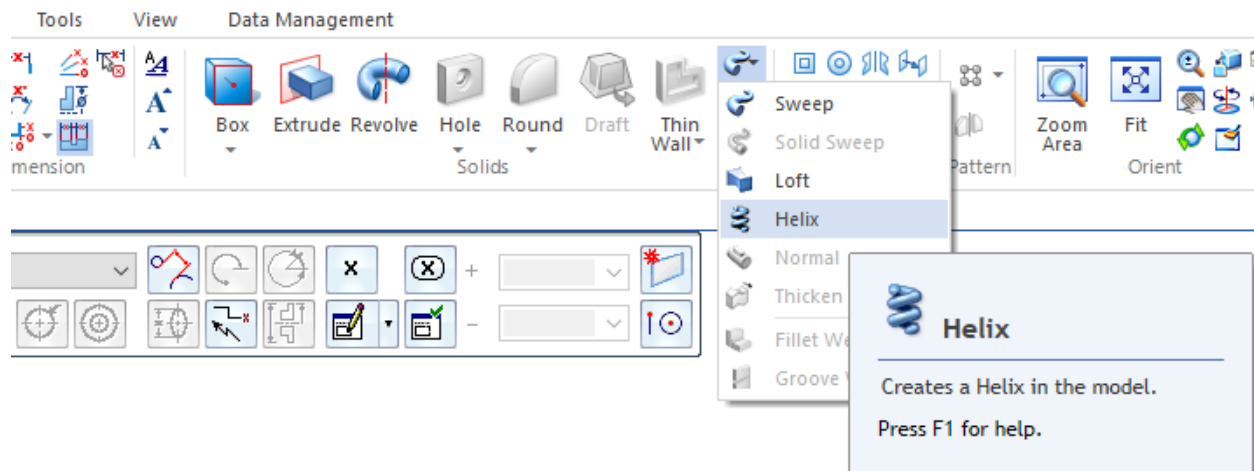 Tools View Data Management
Box Extrude Revolve Hole Round Draft Thin Wall
Zoom Area Fit
mension Solids Pattern Orient
Sweep
Solid Sweep
Loft
Helix
Normal
Thicken
Fillet We
Groove
Helix
Creates a Helix in the model.
Press F1 for help.